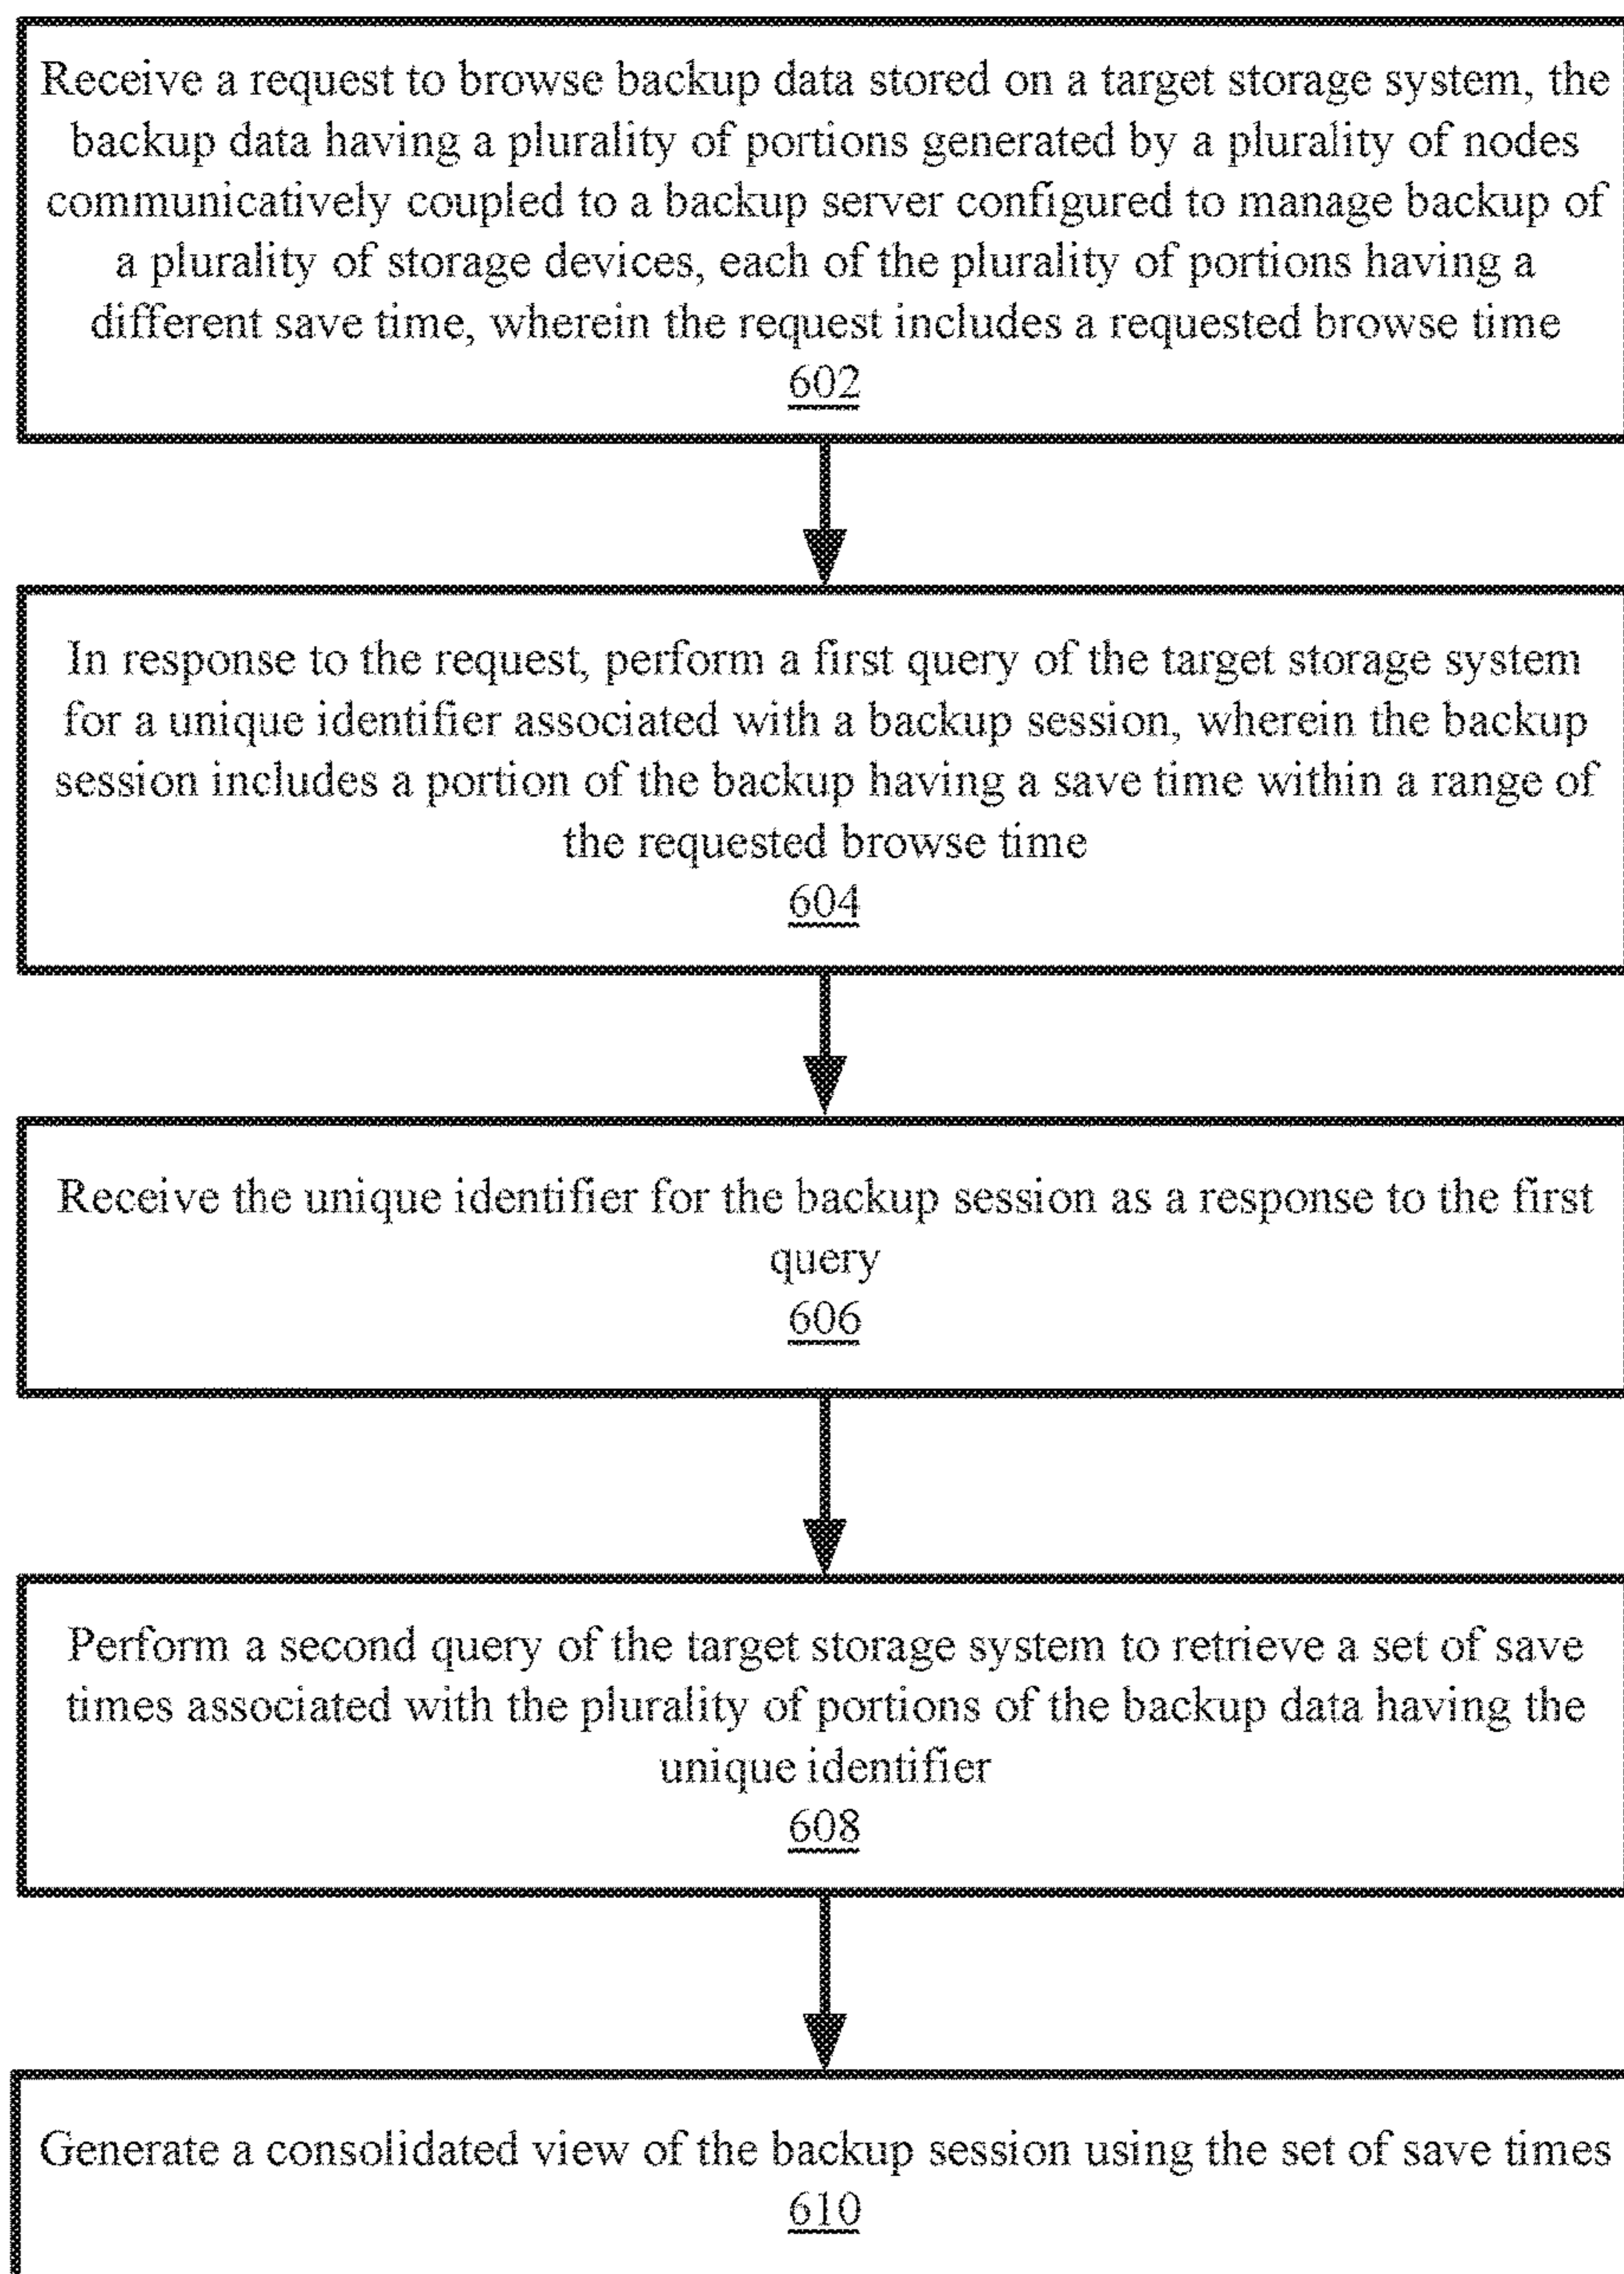 Receive a request to browse backup data stored on a target storage system, the
backup data having a plurality of portions generated by a plurality of nodes
communicatively coupled to a backup server configured to manage backup of
a plurality of storage devices, each of the plurality of portions having a
different save time, wherein the request includes a requested browse time
602
In response to the request, perform a first query of the target storage system
for a unique identifier associated with a backup session, wherein the backup
session includes a portion of the backup having a save time within a range of
the requested browse time
604
Receive the unique identifier for the backup session as a response to the first
query
606
Perform a second query of the target storage system to retrieve a set of save
times associated with the plurality of portions of the backup data having the
unique identifier
608
Generate a consolidated view of the backup session using the set of save times
610